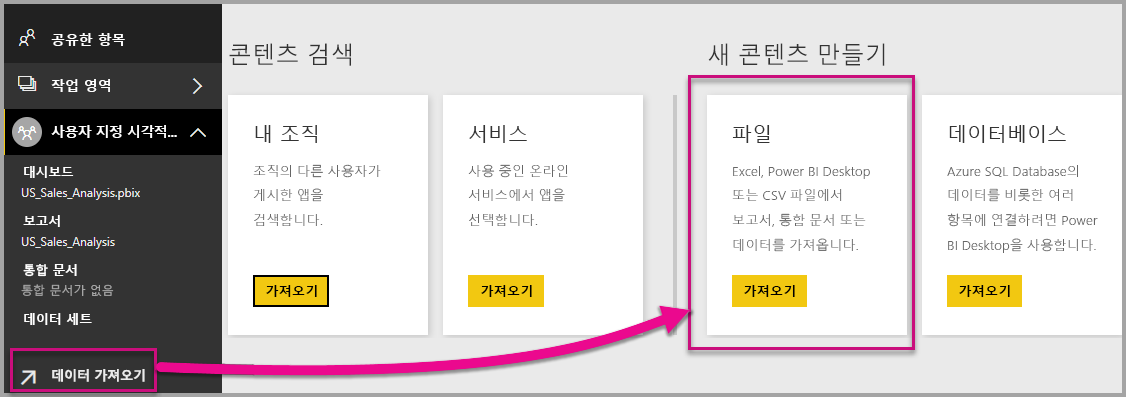 공유한 항목
작업 영역
사용자 지정 시각적...
대시보드
US_Sales_Analysis.pbix
보고서
US_Sales_Analysis
통합 문서
통합 문서가 없음
데이터 세트
데이터 가져오기
콘텐츠 검색
내 조직
조직의 다른 사용자가
게시한 앱을
검색합니다.
가져오기
서비스
사용 중인 온라인
서비스에서 앱을
선택합니다.
가져오기
새 콘텐츠 만들기
파일
Excel, Power BI Desktop
또는 CSV 파일에서
보고서, 통합 문서 또는
데이터를 가져옵니다.
가져오기
데이터베이스
Azure SQL Database의
데이터를 비롯한 여러
항목에 연결하려면 Power
BI Desktop을 사용합니다.
가져오기